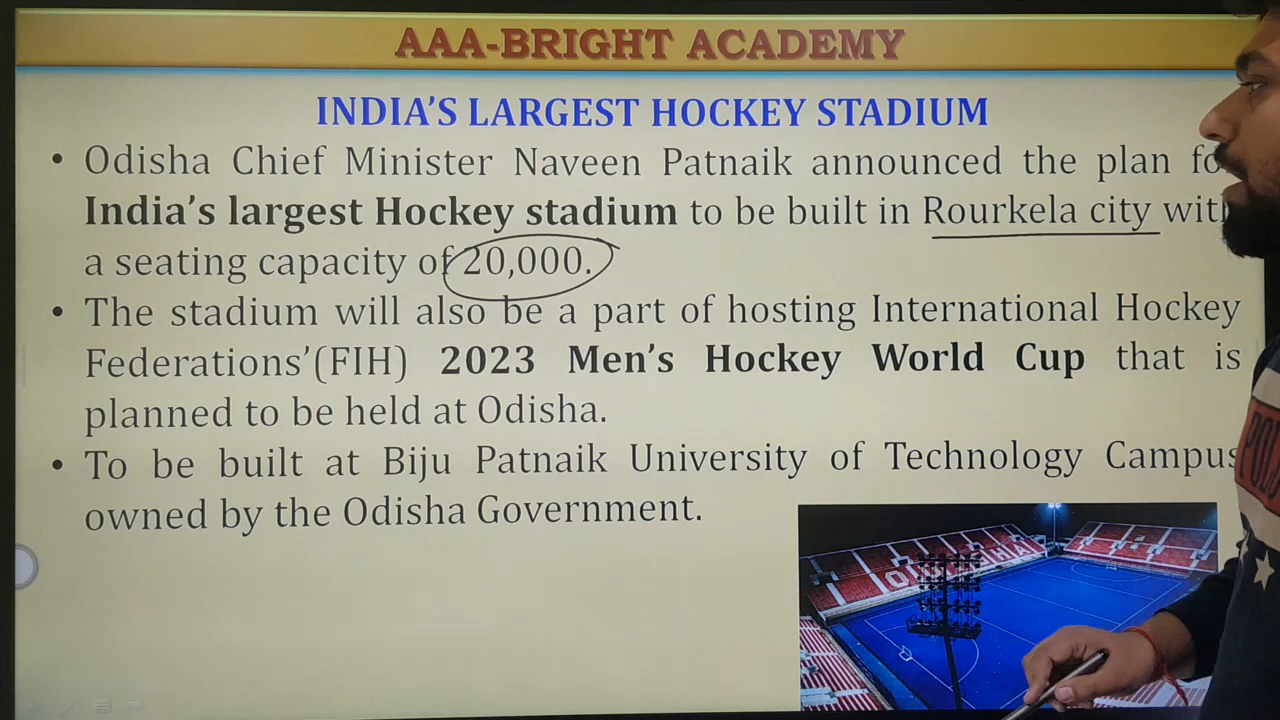 AAA-BRIGHT ACADEMY
INDIA'S LARGEST HOCKEY STADIUM
• Odisha Chief Minister Naveen Patnaik announced the plan
India's largest Hockey stadium to be built in Rourkela city
a seating capacity of 20,000.
• The stadium will also be a part of hosting International Hockey
Federations'(FIH) 2023 Men's Hockey World Cup that is
planned to be held at Odisha.
• To be built at Biju Patnaik University of Technology Campus
owned by the Odisha Government.
ODISHA